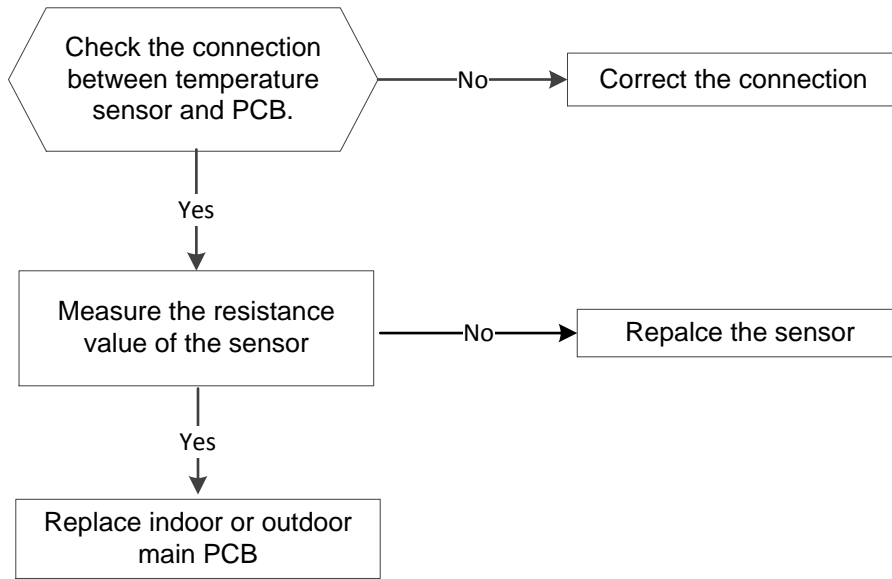 Check the connection
between temperature
sensor and PCB.
No
Correct the connection
Yes
Measure the resistance
value of the sensor
No
Repalce the sensor
Yes
Replace indoor or outdoor
main PCB